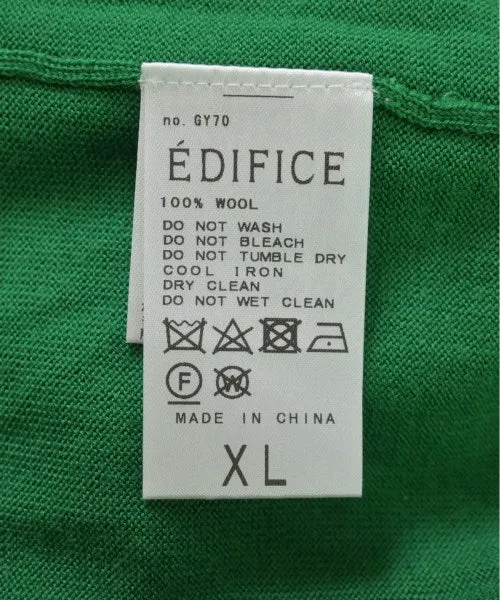 no. GY70
ÉDIFICE
100% WOOL
DO NOT WASH
DO NOT BLEACH
DO NOT TUMBLE DRY
COOL IRON
DRY CLEAN
DO NOT WET CLEAN
F W
MADE IN CHINA
XL